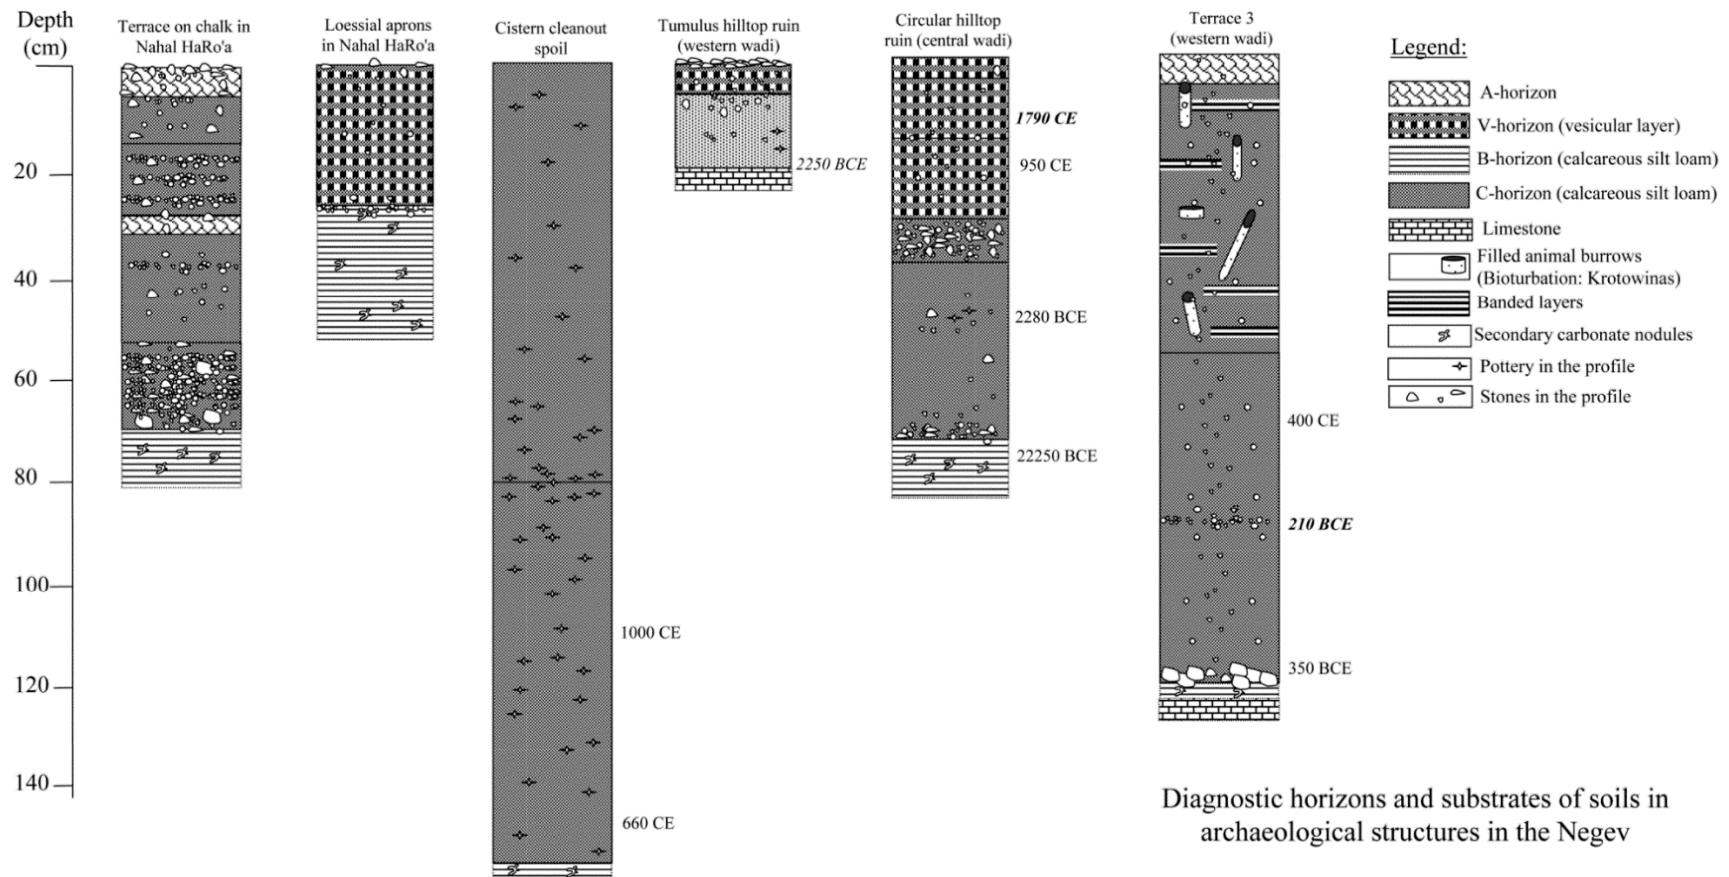 Depth
(cm)
20
40
60
80
100
120
140
Terrace on chalk in
Nahal HaRo'a
Loessial aprons
in Nahal HaRo'a
Cistern cleanout
spoil
1000 CE
660 CE
Tumulus hilltop ruin
(western wadi)
2250 BCE
Circular hilltop
ruin (central wadi)
1790 CE
950 CE
2280 BCE
22250 BCE
Terrace 3
(western wadi)
400 CE
210 BCE
350 BCE
Legend:
A-horizon
V-horizon (vesicular layer)
B-horizon (calcareous silt loam)
C-horizon (calcareous silt loam)
Limestone
Filled animal burrows
(Bioturbation: Krotowinas)
Banded layers
Secondary carbonate nodules
Pottery in the profile
Stones in the profile
Diagnostic horizons and substrates of soils in
archaeological structures in the Negev